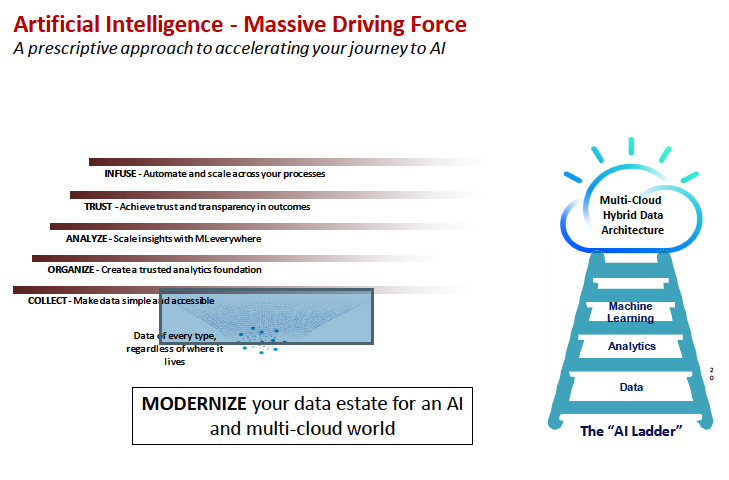 Artificial Intelligence - Massive Driving Force
A prescriptive approach to accelerating your journey to AI
INFUSE - Automate and scale across your processes
TRUST - Achieve trust and transparency in outcomes
ANALYZE - Scale insights with ML everywhere
ORGANIZE - Create a trusted analytics foundation
COLLECT - Make data simple and accessible
Data of every type,
regardless of where it
lives
MODERNIZE your data estate for an AI
and multi-cloud world
Multi-Cloud
Hybrid Data
Architecture
Machine
Learning
Analytics
Data
2
0
The “AI Ladder”